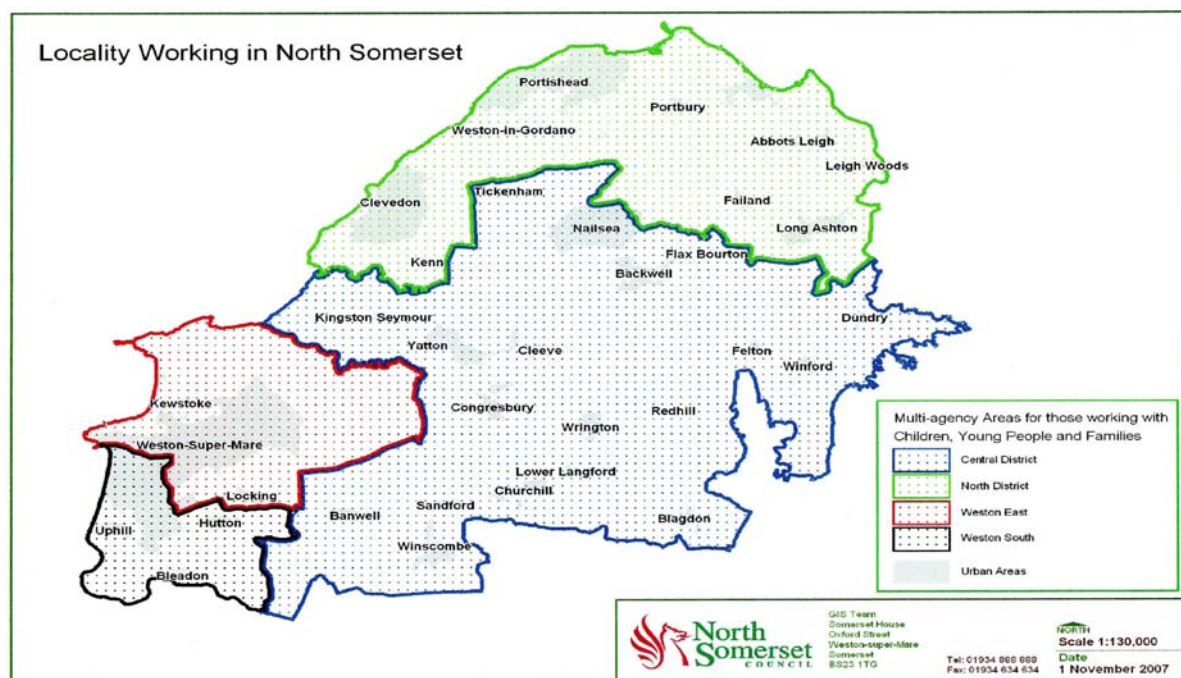 Locality Working in North Somerset
Portishead
Portbury
Weston-in-Gordano
Abbots Leigh
Leigh Woods
Tickenham
Clevedon
Failand
Nailsea
Long Ashton
Flax Bourton
Kenn
Backwell
Kingston Seymour
Dundry
Yatton
Cleeve
Felton
Winford
Kewstoke
Congresbury
Redhill
Wrington
Weston-Super-Mare
Lower Langford
Churchill
Locking
Sandford
Banwell
Blagdon
Hutton
Uphill
Winscombe
Bleadon
Multi-agency Areas for those working with
Children, Young People and Families
Central District
North District
Weston East
Weston South
Urban Areas
North
Somerset
COUNCIL
GIS Team
Somerset House
Oxford Street
Weston-super-Mare
Somerset
BS23 1TG
Tel: 01934 888 888
Fax: 01934 634 634
NORTH
Scale 1:130,000
Date
1 November 2007